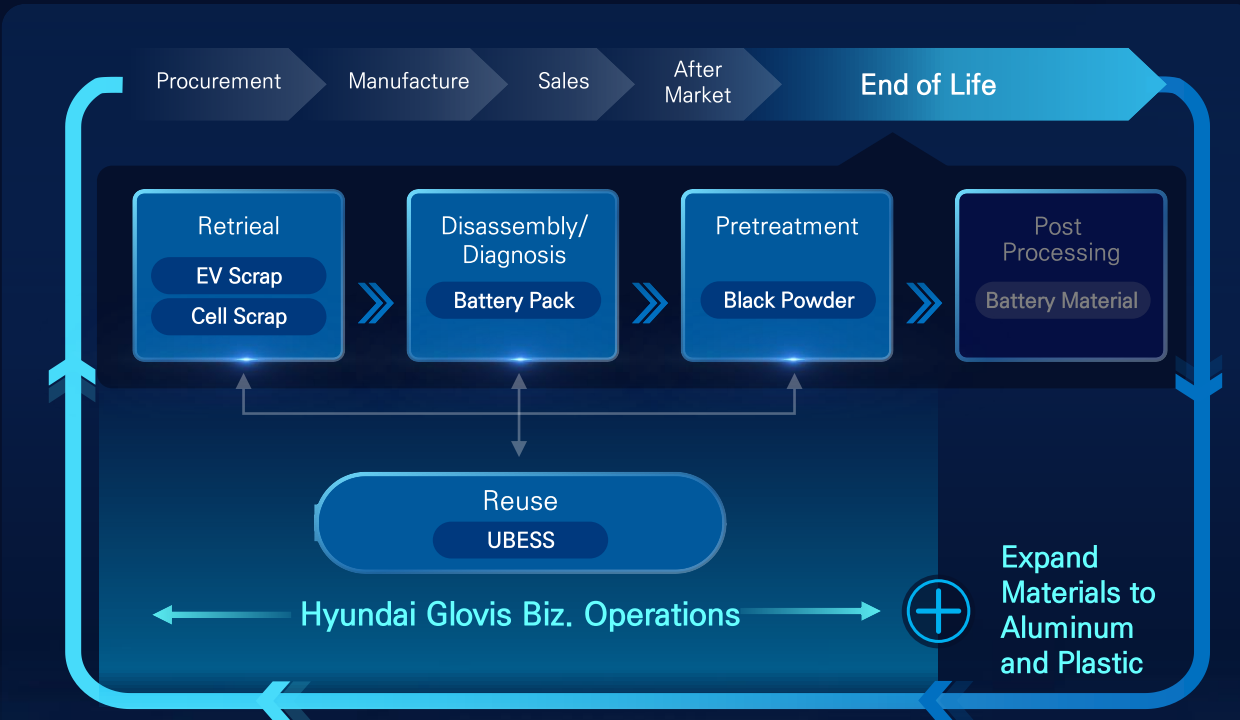 Procurement
Manufacture
Sales
After
Market
End of Life
Retrieal
EV Scrap
Cell Scrap
Disassembly/
Diagnosis
Battery Pack
Pretreatment
Black Powder
Post
Processing
Battery Material
Reuse
UBESS
Hyundai Glovis Biz. Operations
Expand
Materials to
Aluminum
and Plastic